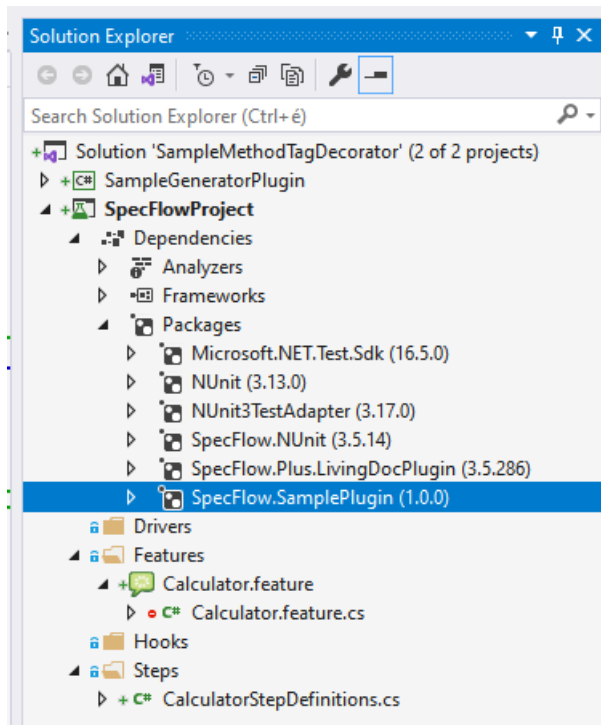 Solution Explorer
Search Solution Explorer (Ctrl+é)
Solution 'SampleMethodTagDecorator' (2 of 2 projects)
C# SampleGeneratorPlugin
SpecFlowProject
Dependencies
Analyzers
Frameworks
Packages
Microsoft.NET.Test.Sdk (16.5.0)
NUnit (3.13.0)
NUnit3TestAdapter (3.17.0)
SpecFlow.NUnit (3.5.14)
SpecFlow.Plus.LivingDocPlugin (3.5.286)
SpecFlow.SamplePlugin (1.0.0)
Drivers
Features
Calculator.feature
C# Calculator.feature.cs
Hooks
Steps
C# CalculatorStepDefinitions.cs